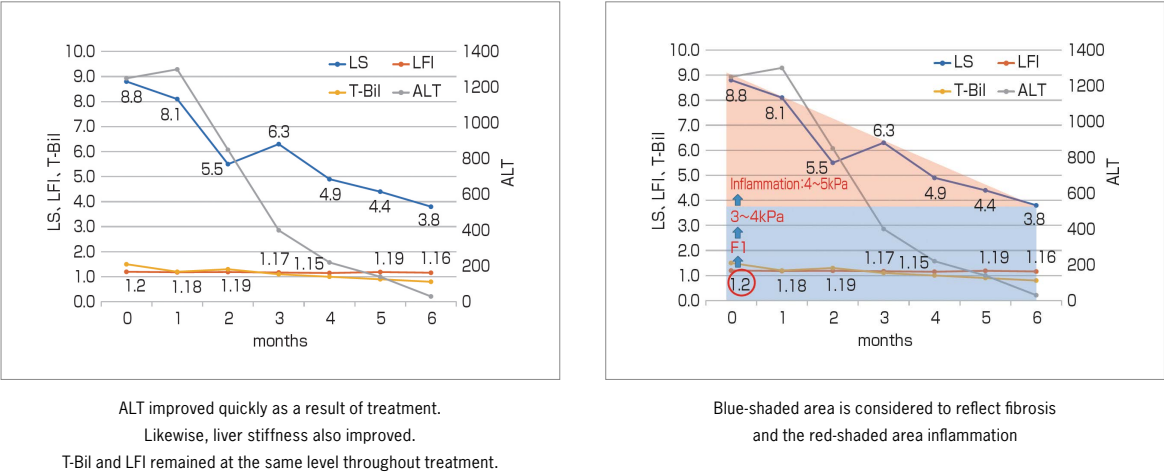 10.0
9.0
8.0
7.0
6.0
5.0
4.0
3.0
2.0
1.0
0.0
LS、LFI、T-Bil
1400
1200
1000
800
600
400
200
0
ALT
LS
LFI
T-Bil
ALT
8.8
8.1
5.5
6.3
4.9
4.4
3.8
1.2
1.18
1.19
1.17
1.15
1.19
1.16
0 1 2 3 4 5 6
months
ALT improved quickly as a result of treatment.
Likewise, liver stiffness also improved.
T-Bil and LFI remained at the same level throughout treatment.
10.0
9.0
8.0
7.0
6.0
5.0
4.0
3.0
2.0
1.0
0.0
LS、LFI、T-Bil
1400
1200
1000
800
600
400
200
0
ALT
LS
LFI
T-Bil
ALT
8.8
8.1
5.5
6.3
4.9
4.4
3.8
Inflammation:4~5kPa
3~4kPa
F1
1.2
1.18
1.19
1.17
1.15
1.19
1.16
0 1 2 3 4 5 6
months
Blue-shaded area is considered to reflect fibrosis
and the red-shaded area inflammation